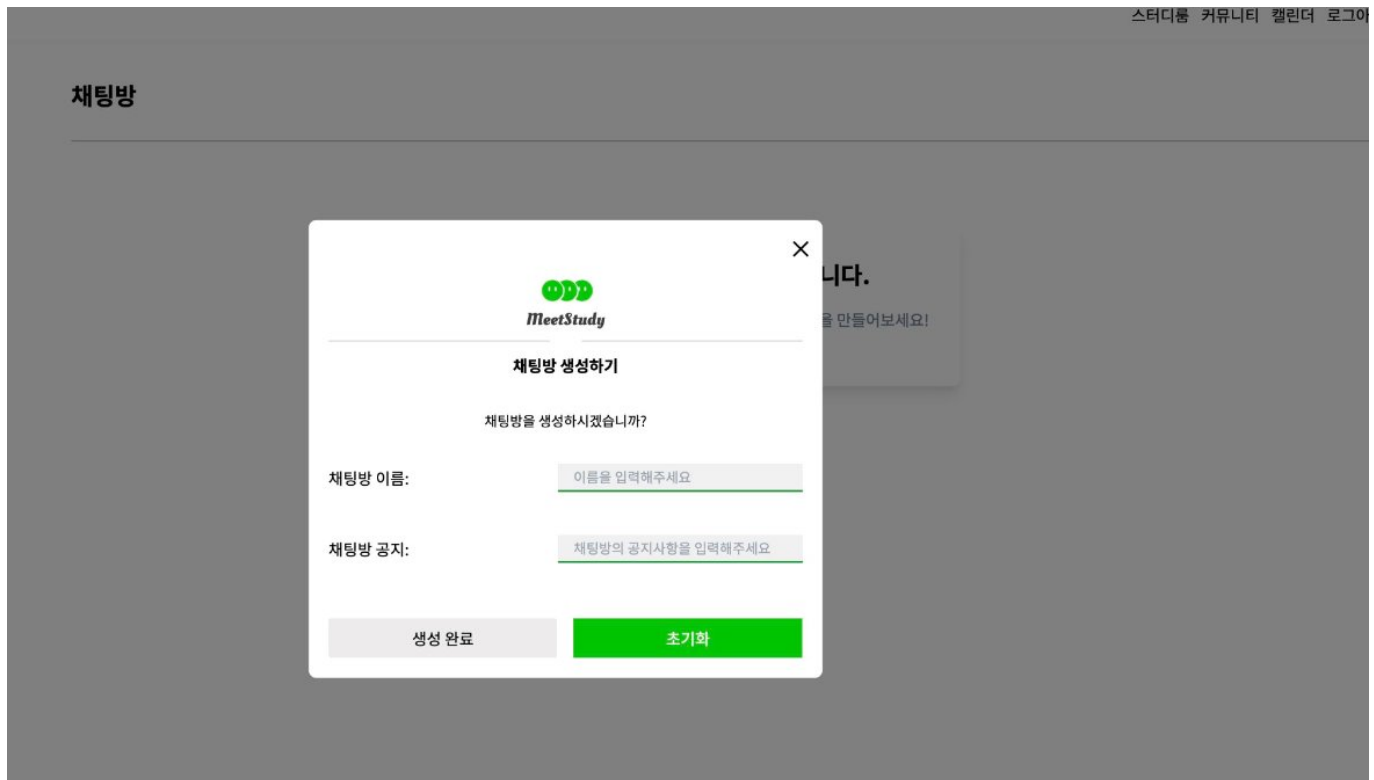 스터디룸 커뮤니티 캘린더
채팅방
니다.
을 만들어보세요!
MeetStudy
채팅방 생성하기
채팅방을 생성하시겠습니까?
채팅방 이름: 이름을 입력해주세요
채팅방 공지: 채팅방의 공지사항을 입력해주세요
생성 완료 초기화